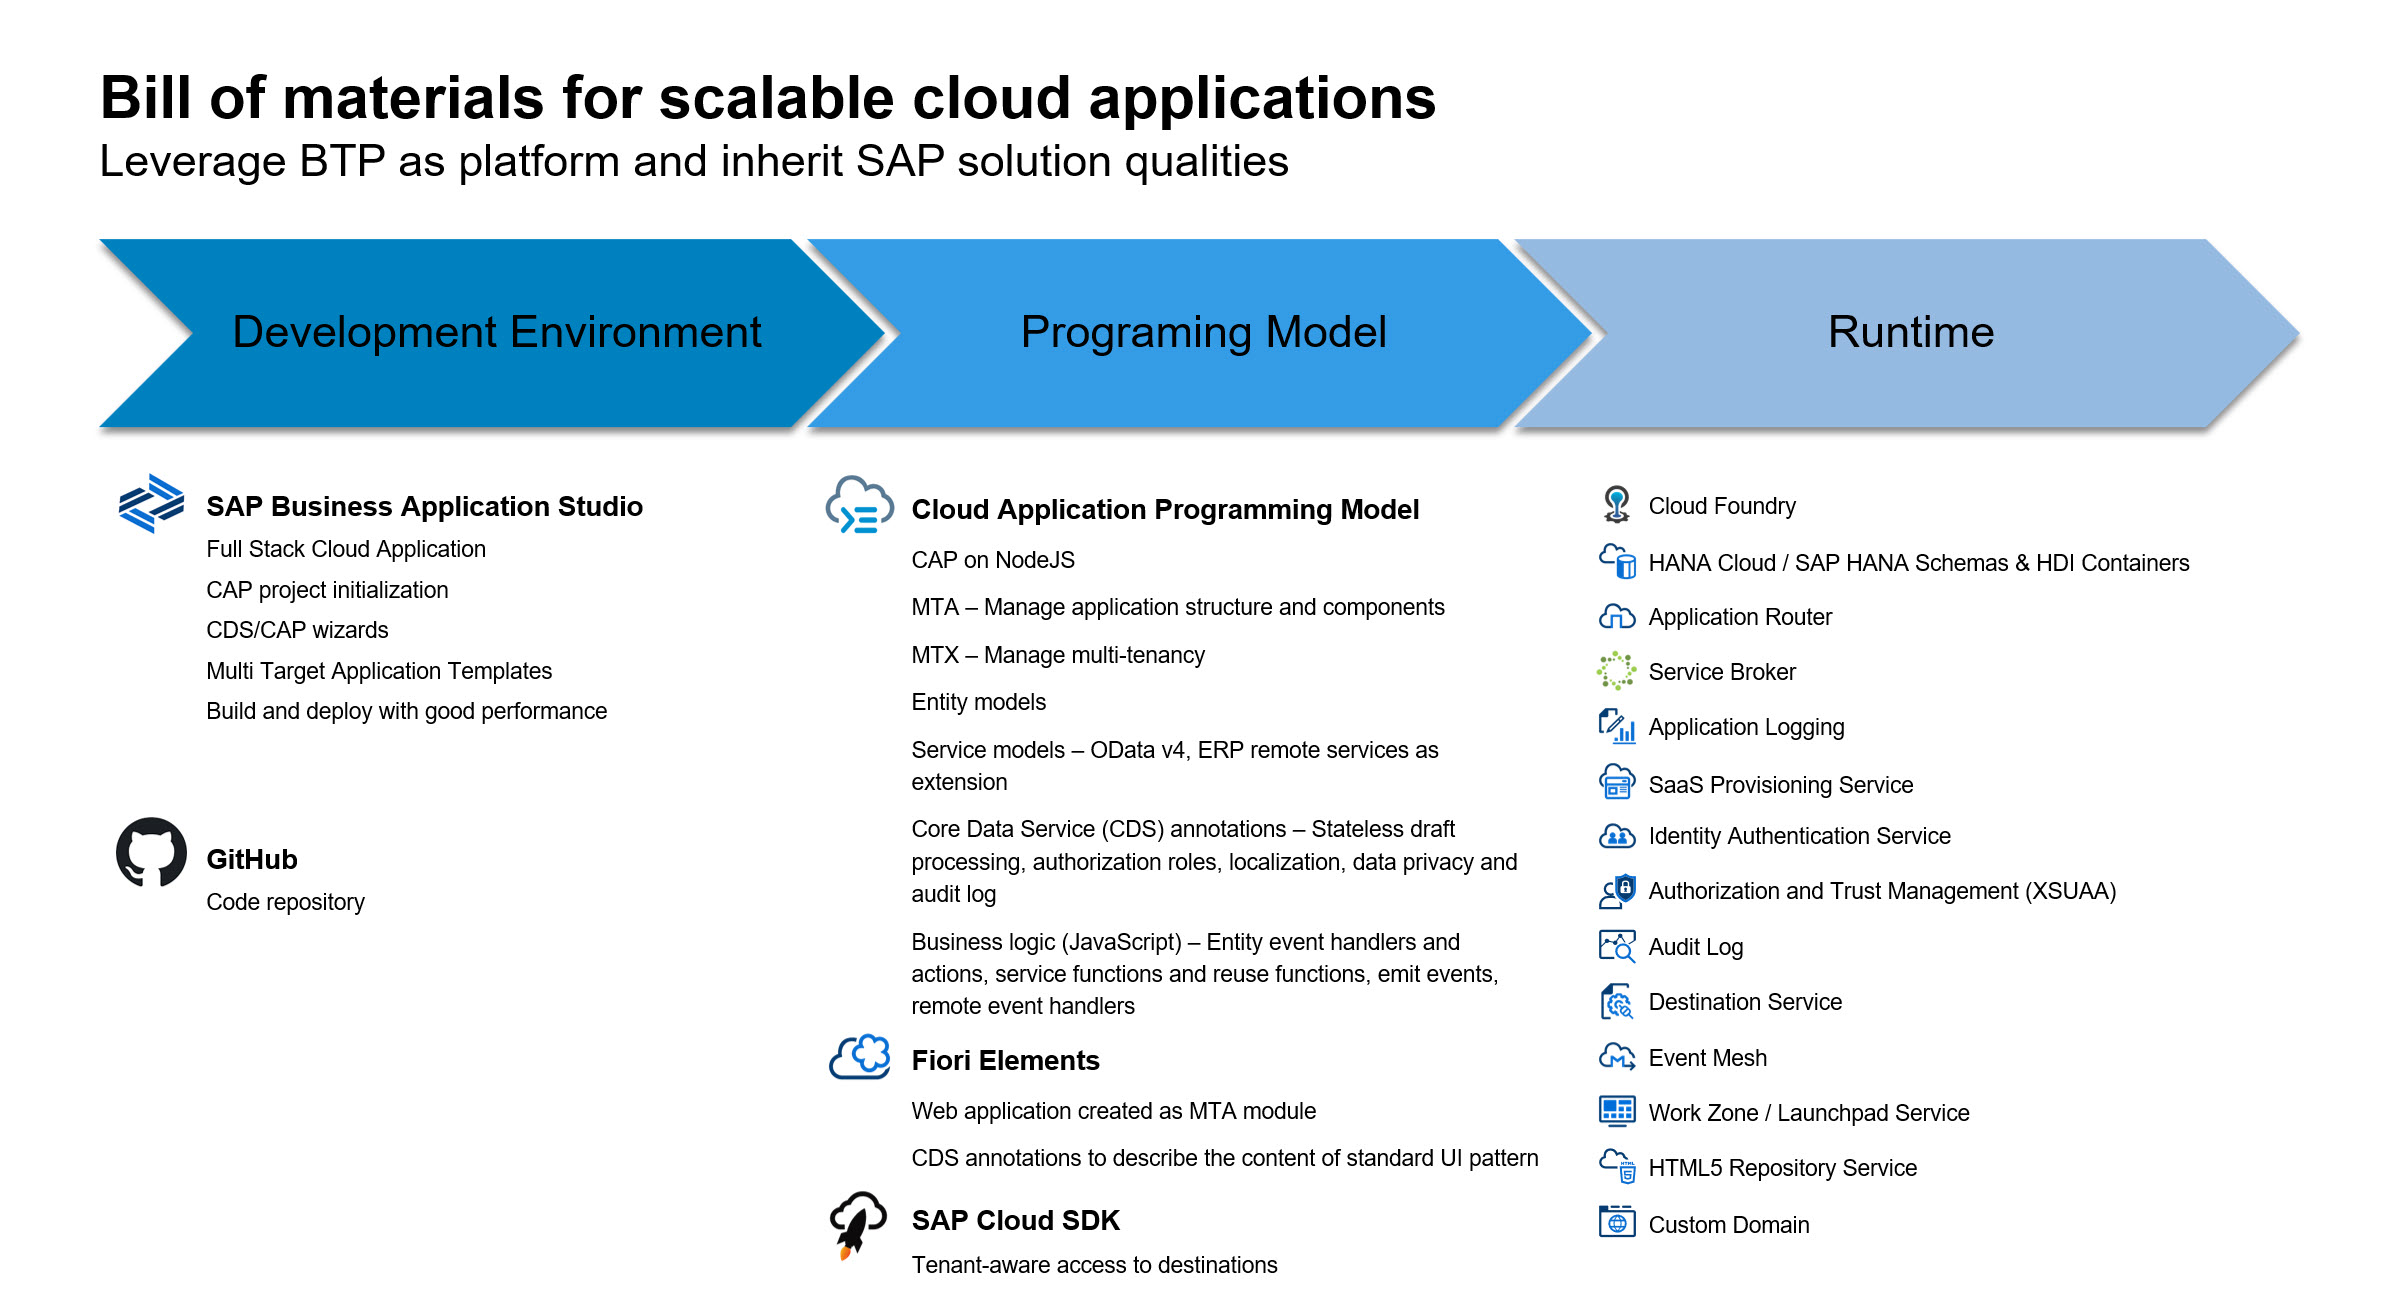 Bill of materials for scalable cloud applications
Leverage BTP as platform and inherit SAP solution qualities
Development Environment
Programing Model
Runtime
SAP Business Application Studio
Full Stack Cloud Application
CAP project initialization
CDS/CAP wizards
Multi Target Application Templates
Build and deploy with good performance
GitHub
Code repository
Cloud Application Programming Model
CAP on NodeJS
MTA – Manage application structure and components
MTX – Manage multi-tenancy
Entity models
Service models – OData v4, ERP remote services as
extension
Core Data Service (CDS) annotations – Stateless draft
processing, authorization roles, localization, data privacy and
audit log
Business logic (JavaScript) – Entity event handlers and
actions, service functions and reuse functions, emit events,
remote event handlers
Fiori Elements
Web application created as MTA module
CDS annotations to describe the content of standard UI pattern
SAP Cloud SDK
Tenant-aware access to destinations
Cloud Foundry
HANA Cloud / SAP HANA Schemas & HDI Containers
Application Router
Service Broker
Application Logging
SaaS Provisioning Service
Identity Authentication Service
Authorization and Trust Management (XSUAA)
Audit Log
Destination Service
Event Mesh
Work Zone / Launchpad Service
HTML
5
HTML5 Repository Service
Custom Domain